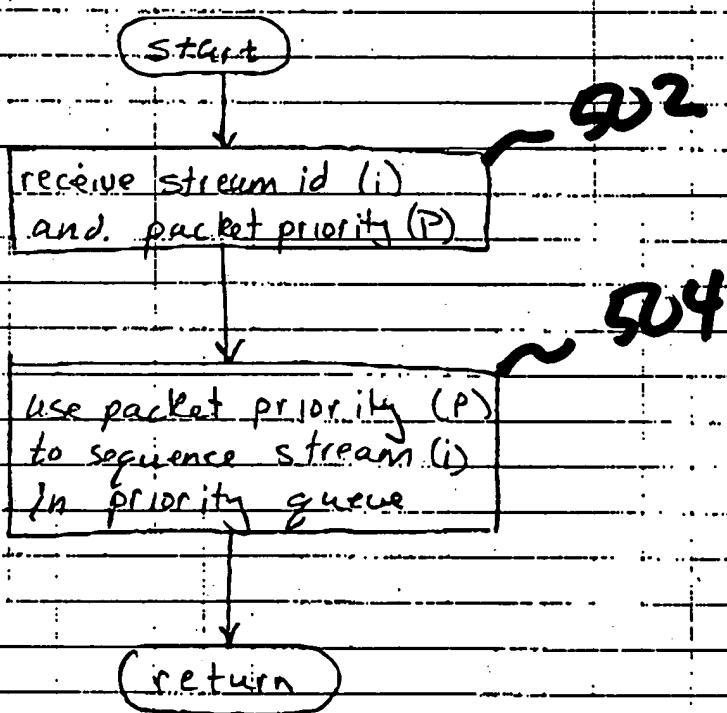 start
502
receive stream id (i)
and. packet priority (P)
504
use packet priority (P)
to sequence stream (i)
in priority queue
return